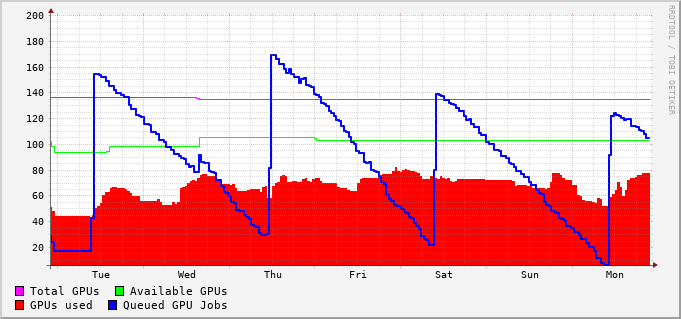 200
180
160
140
120
100
80
60
40
20
Tue Wed Thu Fri Sat Sun Mon
Total GPUs Available GPUs
GPUs used Queued GPU Jobs
RRDTOOL / TOBI OETIKER